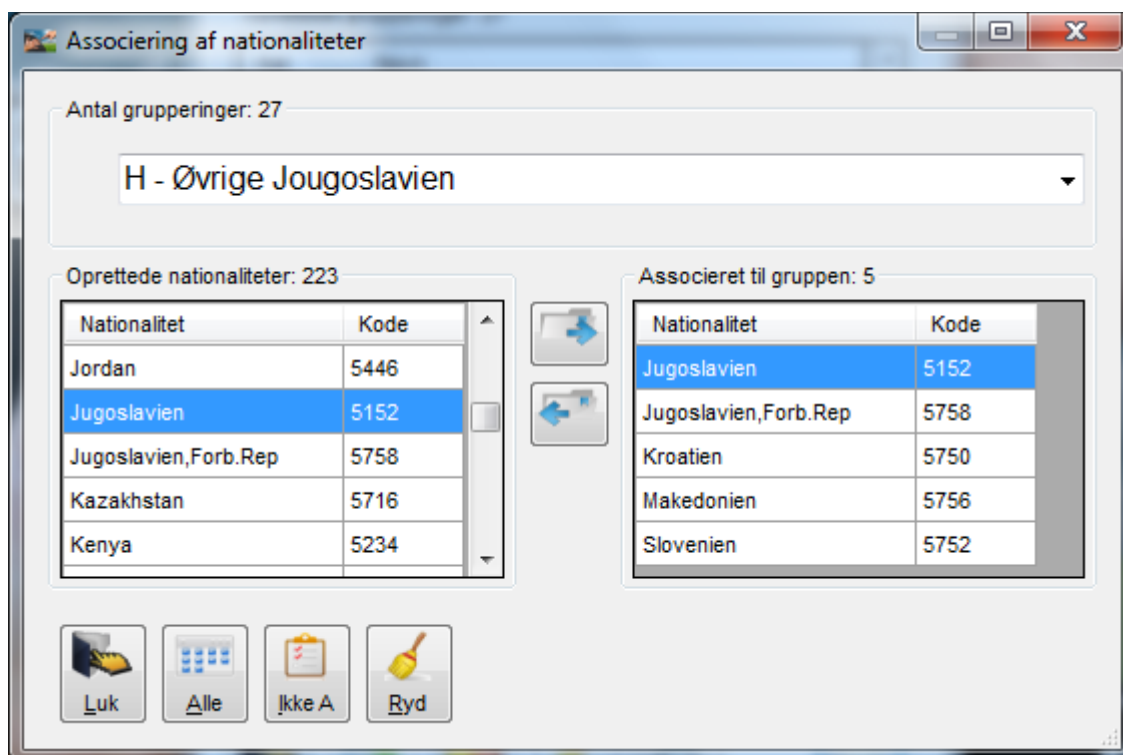 Associering af nationaliteter
Antal grupperinger: 27
H - Øvrige Jougoslavien
Oprettede nationaliteter: 223
Nationalitet Kode
Jordan 5446
Jugoslavien 5152
Jugoslavien,Forb.Rep 5758
Kazakhstan 5716
Kenya 5234
Associeret til gruppen: 5
Nationalitet Kode
Jugoslavien 5152
Jugoslavien,Forb.Rep 5758
Kroatien 5750
Makedonien 5756
Slovenien 5752
Luk Alle Ikke A Ryd